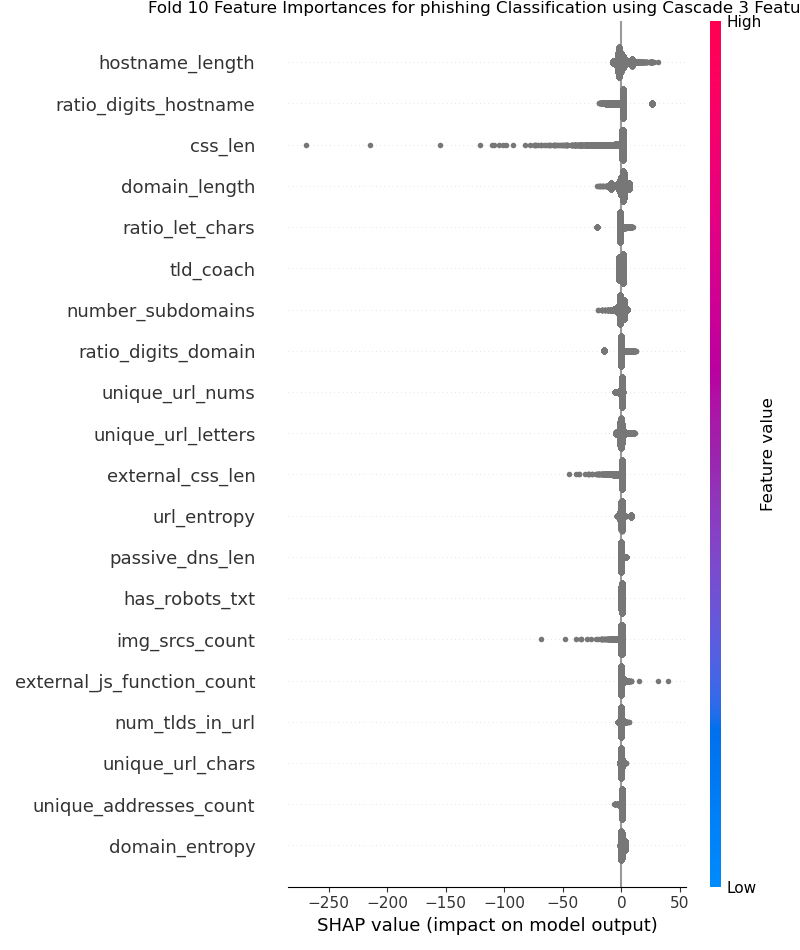 Fold 10 Feature Importances for phishing Classification using Cascade 3 Featu
High
hostname_length
ratio_digits_hostname
css_len
domain_length
ratio_let_chars
tld_coach
number_subdomains
ratio_digits_domain
unique_url_nums
unique_url_letters
external_css_len
url_entropy
passive_dns_len
has_robots_txt
img_srcs_count
external_js_function_count
num_tlds_in_url
unique_url_chars
unique_addresses_count
domain_entropy
Feature value
Low
−250 −200 −150 −100 −50 0 50
SHAP value (impact on model output)